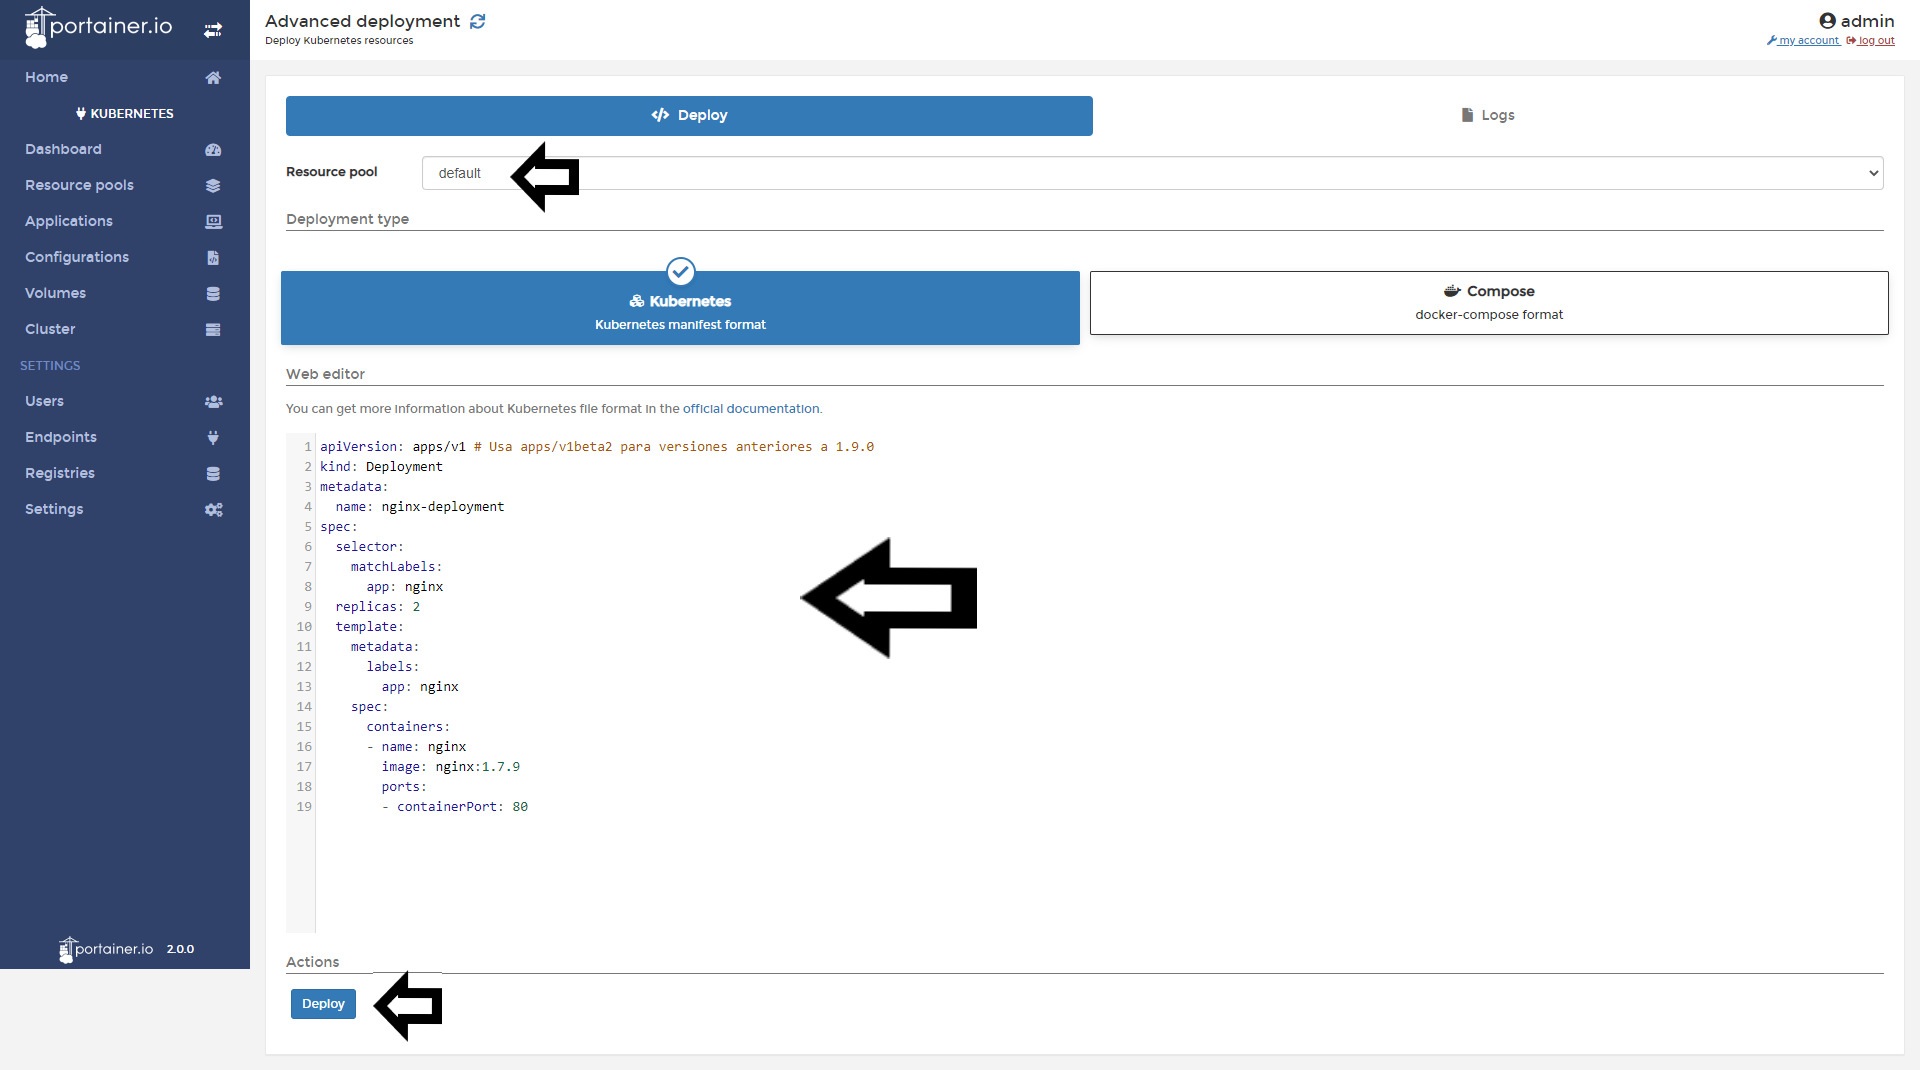 portainer.io
Advanced deployment
Deploy Kubernetes resources
admin
my account log out
Home
KUBERNETES
Dashboard
Resource pools
Applications
Configurations
Volumes
Cluster
SETTINGS
Users
Endpoints
Registries
Settings
portainer.io 2.0.0
Deploy
Logs
Resource pool
default
Deployment type
Kubernetes
Kubernetes manifest format
Compose
docker-compose format
Web editor
You can get more information about Kubernetes file format in the official documentation.
1 apiVersion: apps/v1 # Usa apps/v1beta2 para versiones anteriores a 1.9.0
2 kind: Deployment
3 metadata:
4   name: nginx-deployment
5 spec:
6   selector:
7     matchLabels:
8       app: nginx
9   replicas: 2
10   template:
11     metadata:
12       labels:
13         app: nginx
14     spec:
15       containers:
16       - name: nginx
17         image: nginx:1.7.9
18         ports:
19         - containerPort: 80
Actions
Deploy